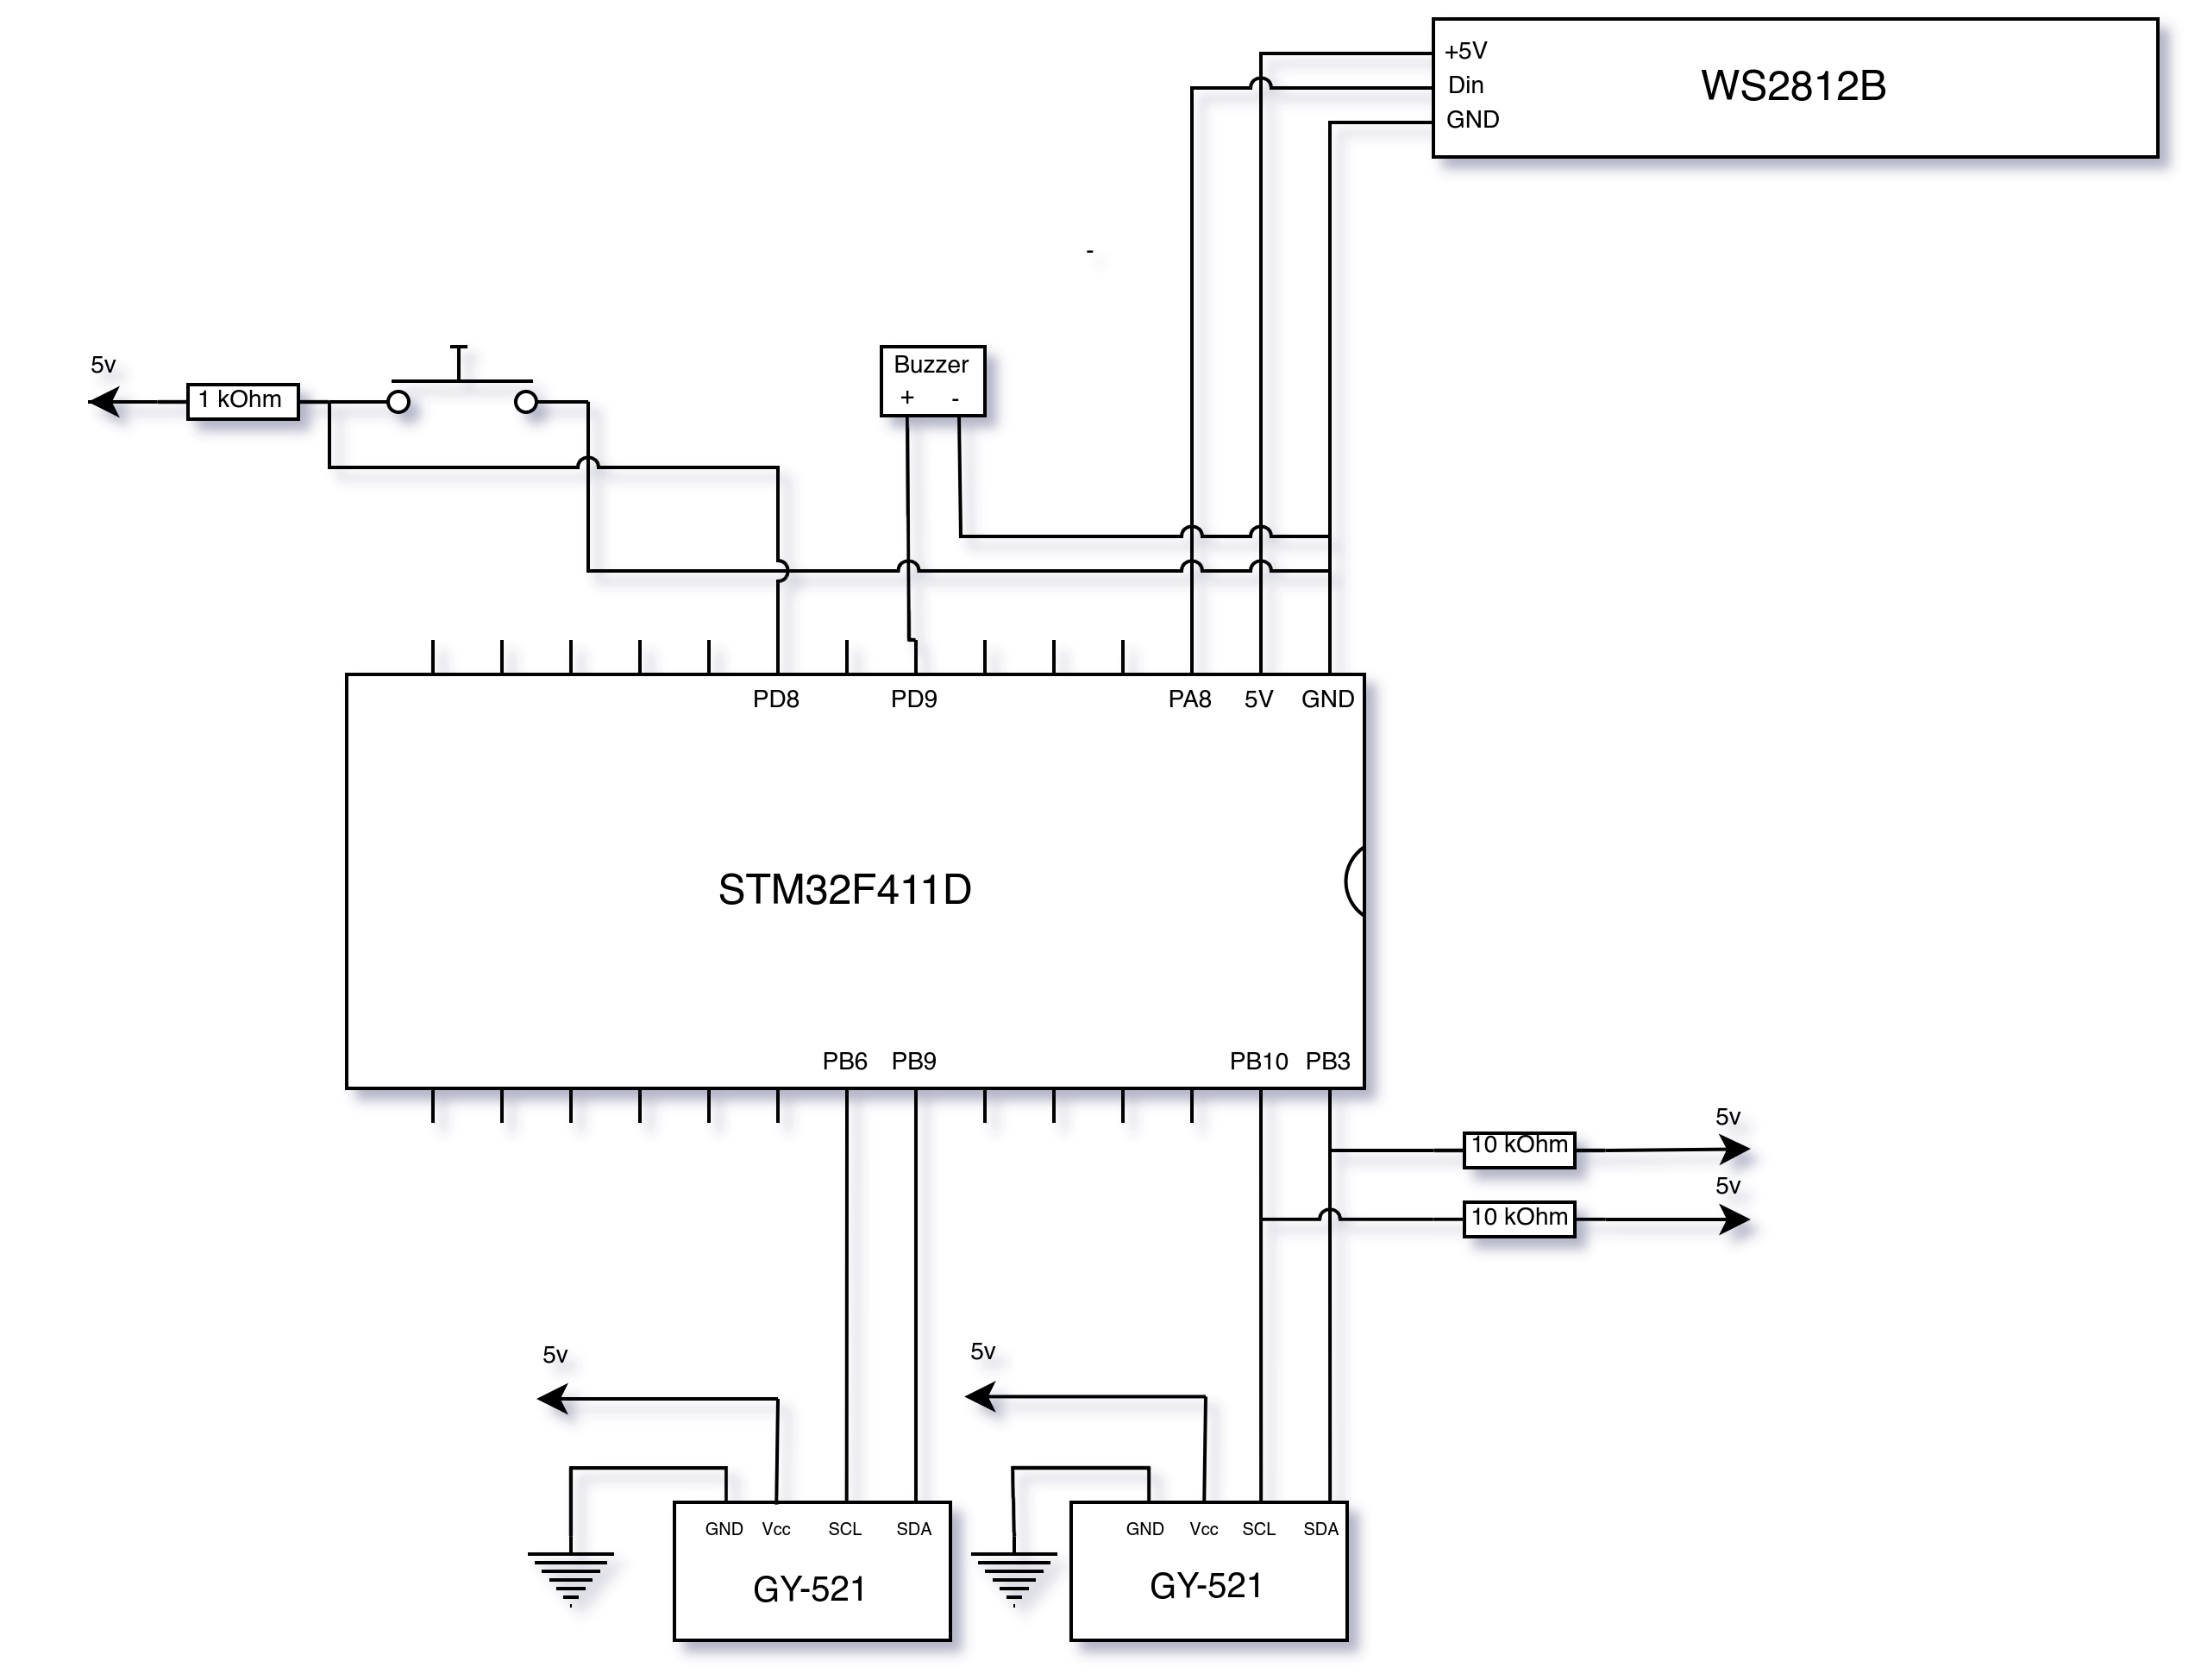 +5V
Din
GND
WS2812B
-
5v
1 kOhm
Buzzer
+ -
PD8 PD9 PA8 5V GND
STM32F411D
PB6 PB9 PB10 PB3
5v
10 kOhm
5v
10 kOhm
5v
5v
GND Vcc SCL SDA
GY-521
GND Vcc SCL SDA
GY-521